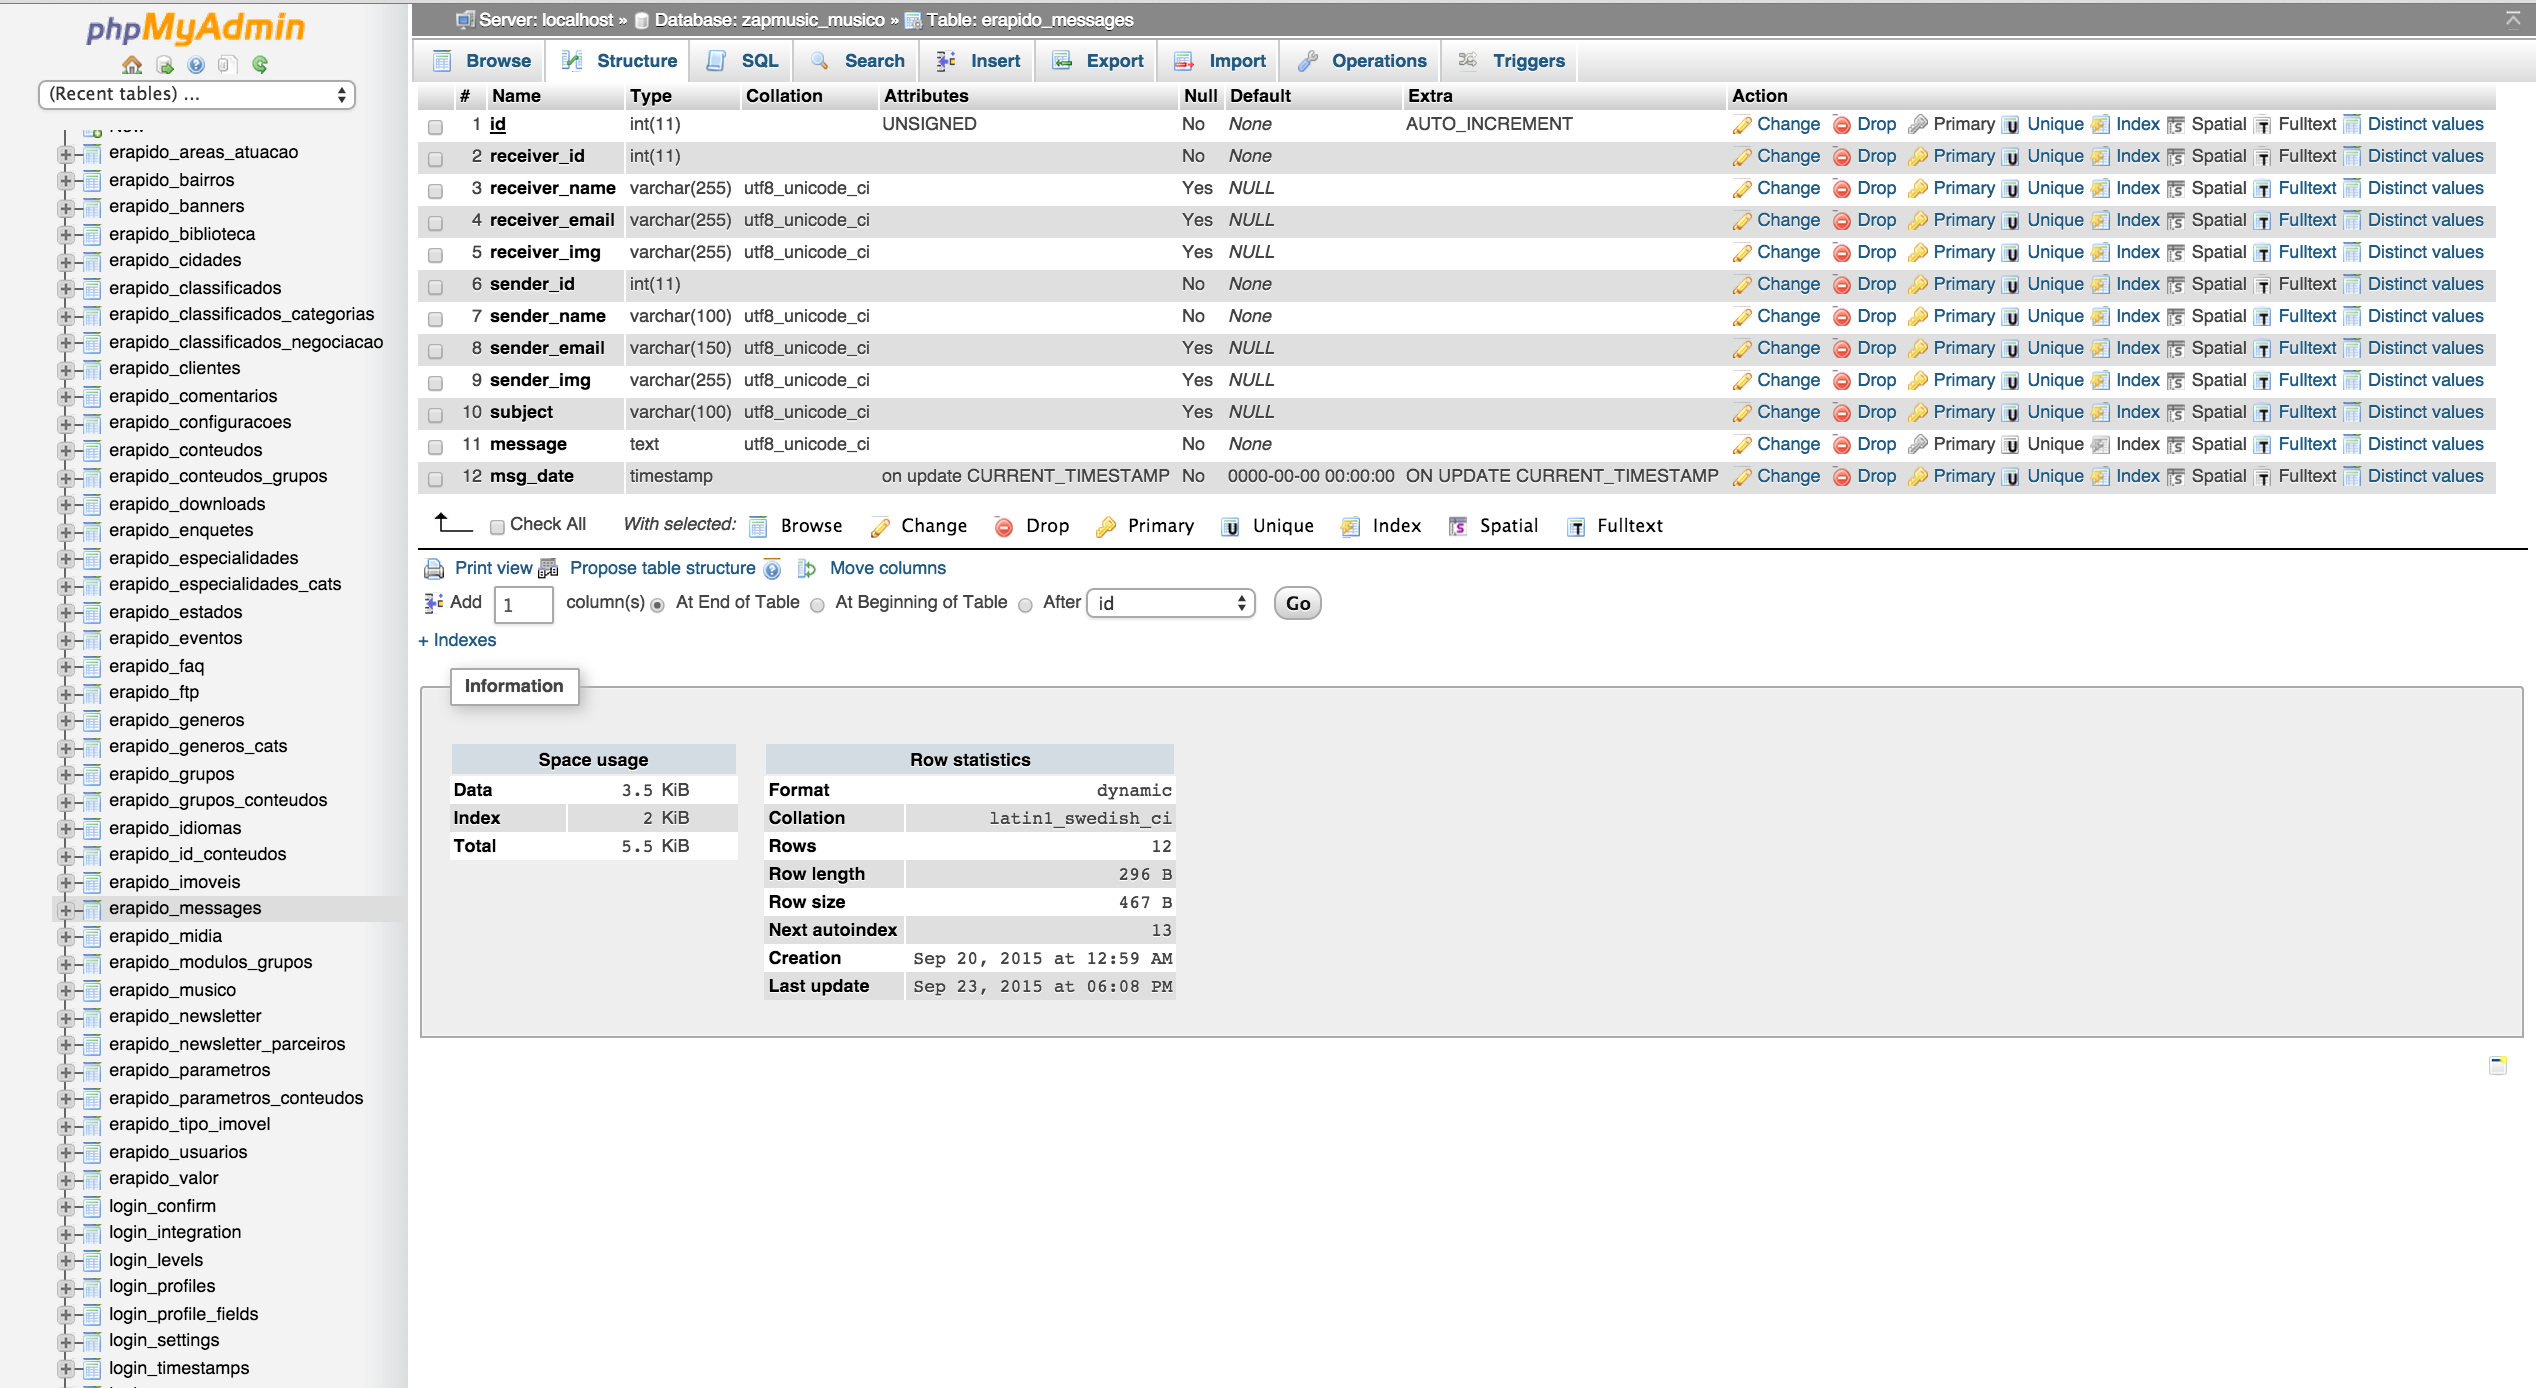 phpMyAdmin
(Recent tables) ...
erapido_areas_atuacao
erapido_bairros
erapido_banners
erapido_biblioteca
erapido_cidades
erapido_classificados
erapido_classificados_categorias
erapido_classificados_negociacao
erapido_clientes
erapido_comentarios
erapido_configuracoes
erapido_conteudos
erapido_conteudos_grupos
erapido_downloads
erapido_enquetes
erapido_especialidades
erapido_especialidades_cats
erapido_estados
erapido_eventos
erapido_faq
erapido_ftp
erapido_generos
erapido_generos_cats
erapido_grupos
erapido_grupos_conteudos
erapido_idiomas
erapido_id_conteudos
erapido_imoveis
erapido_messages
erapido_midia
erapido_modulos_grupos
erapido_musico
erapido_newsletter
erapido_newsletter_parceiros
erapido_parametros
erapido_parametros_conteudos
erapido_tipo_imovel
erapido_usuarios
erapido_valor
login_confirm
login_integration
login_levels
login_profiles
login_profile_fields
login_settings
login_timestamps
Server: localhost » Database: zapmusic_musico » Table: erapido_messages
Browse Structure SQL Search Insert Export Import Operations Triggers
# Name Type Collation Attributes Null Default Extra Action
1 id int(11) UNSIGNED No None AUTO_INCREMENT Change Drop Primary Unique Index Spatial Fulltext Distinct values
2 receiver_id int(11) No None Change Drop Primary Unique Index Spatial Fulltext Distinct values
3 receiver_name varchar(255) utf8_unicode_ci Yes NULL Change Drop Primary Unique Index Spatial Fulltext Distinct values
4 receiver_email varchar(255) utf8_unicode_ci Yes NULL Change Drop Primary Unique Index Spatial Fulltext Distinct values
5 receiver_img varchar(255) utf8_unicode_ci Yes NULL Change Drop Primary Unique Index Spatial Fulltext Distinct values
6 sender_id int(11) No None Change Drop Primary Unique Index Spatial Fulltext Distinct values
7 sender_name varchar(100) utf8_unicode_ci No None Change Drop Primary Unique Index Spatial Fulltext Distinct values
8 sender_email varchar(150) utf8_unicode_ci Yes NULL Change Drop Primary Unique Index Spatial Fulltext Distinct values
9 sender_img varchar(255) utf8_unicode_ci Yes NULL Change Drop Primary Unique Index Spatial Fulltext Distinct values
10 subject varchar(100) utf8_unicode_ci Yes NULL Change Drop Primary Unique Index Spatial Fulltext Distinct values
11 message text utf8_unicode_ci No None Change Drop Primary Unique Index Spatial Fulltext Distinct values
12 msg_date timestamp on update CURRENT_TIMESTAMP No 0000-00-00 00:00:00 ON UPDATE CURRENT_TIMESTAMP Change Drop Primary Unique Index Spatial Fulltext Distinct values
Check All With selected: Browse Change Drop Primary Unique Index Spatial Fulltext
Print view Propose table structure Move columns
Add 1 column(s) At End of Table At Beginning of Table After id Go
+ Indexes
Information
Space usage
Data 3.5 KiB
Index 2 KiB
Total 5.5 KiB
Row statistics
Format dynamic
Collation latin1_swedish_ci
Rows 12
Row length 296 B
Row size 467 B
Next autoindex 13
Creation Sep 20, 2015 at 12:59 AM
Last update Sep 23, 2015 at 06:08 PM